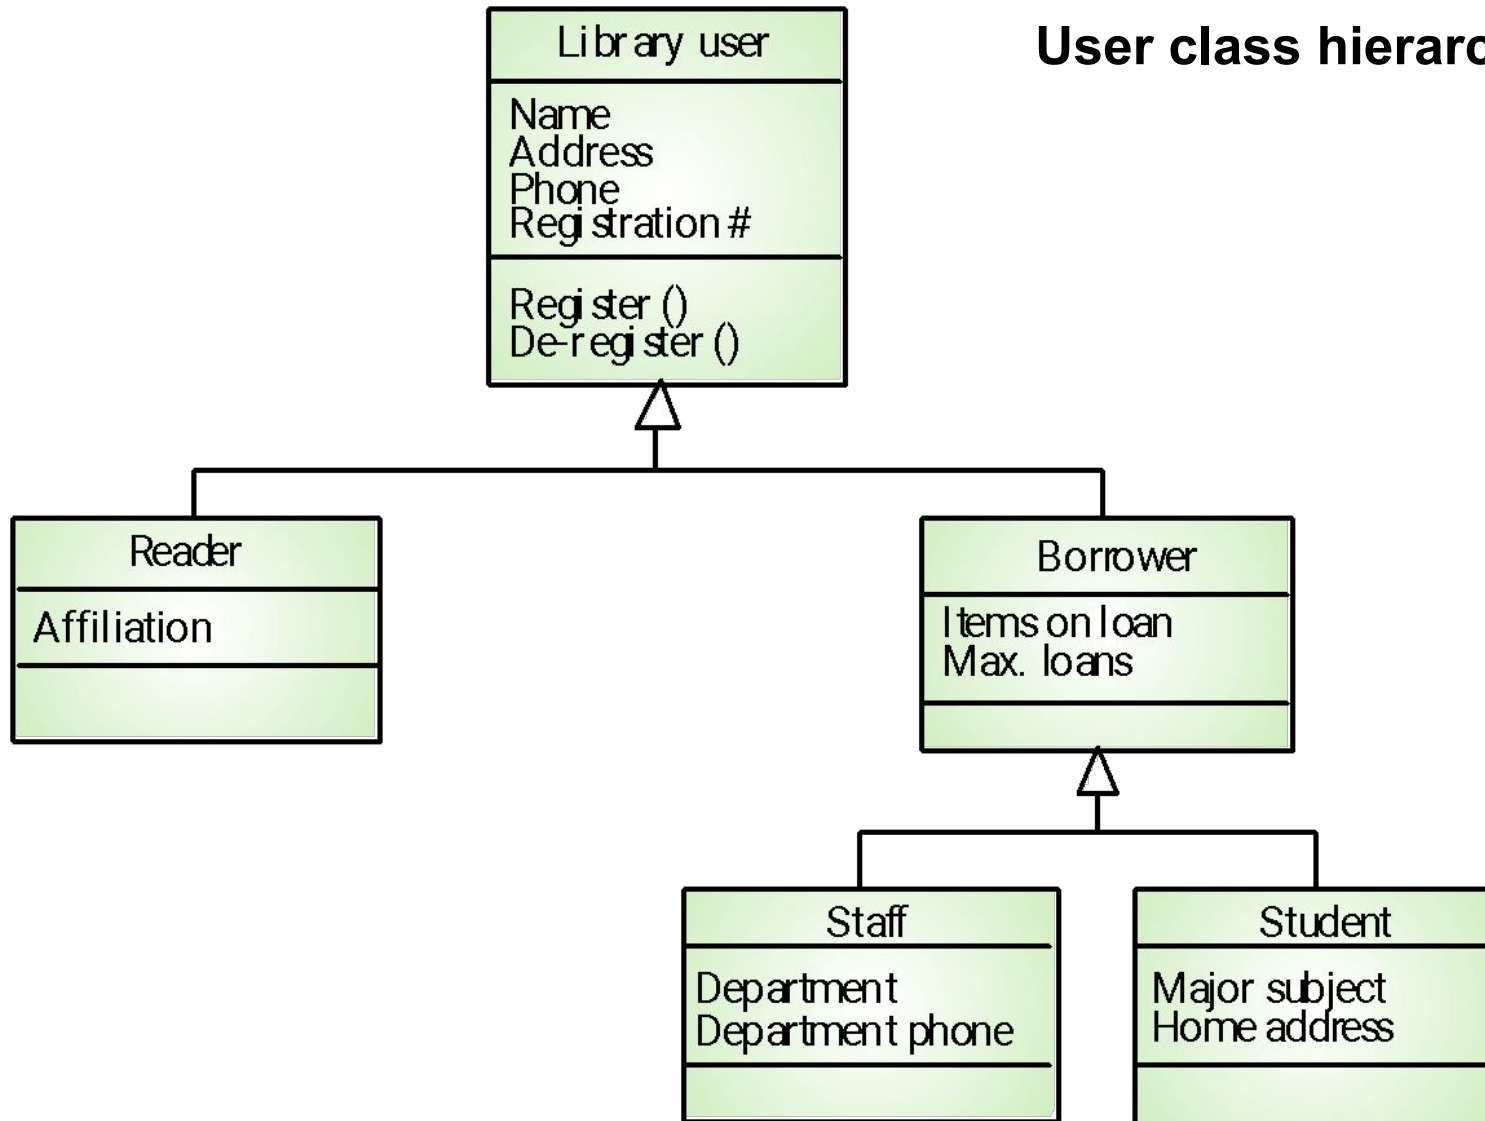 User class hierarc
Library user
Name
Address
Phone
Registration #
Register ()
De-register ()
Reader
Affiliation
Borrower
Items on loan
Max. loans
Staff
Department
Department phone
Student
Major subject
Home address